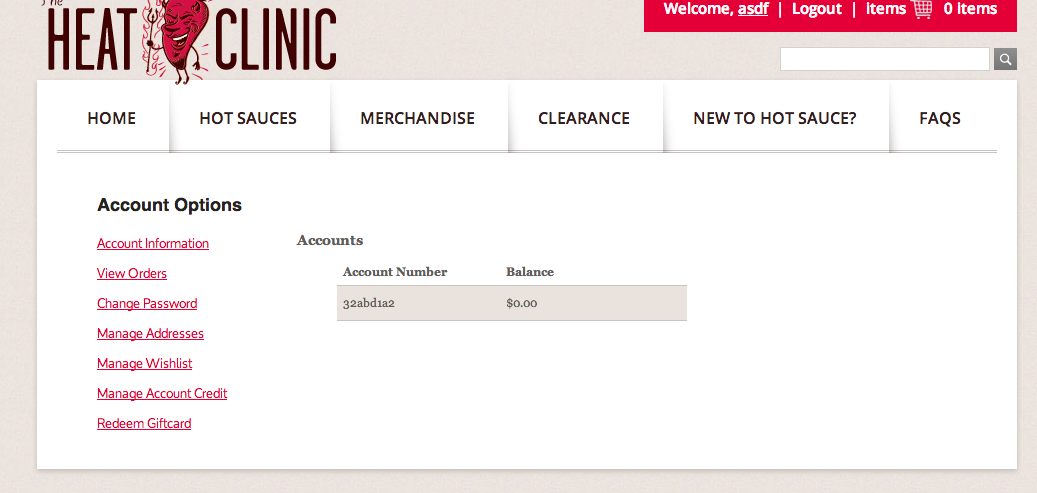 The
HEAT CLINIC
Welcome, asdf | Logout | items 0 items
HOME HOT SAUCES MERCHANDISE CLEARANCE NEW TO HOT SAUCE? FAQS
Account Options
Account Information
View Orders
Change Password
Manage Addresses
Manage Wishlist
Manage Account Credit
Redeem Giftcard
Accounts
Account Number Balance
32abd1a2 $0.00